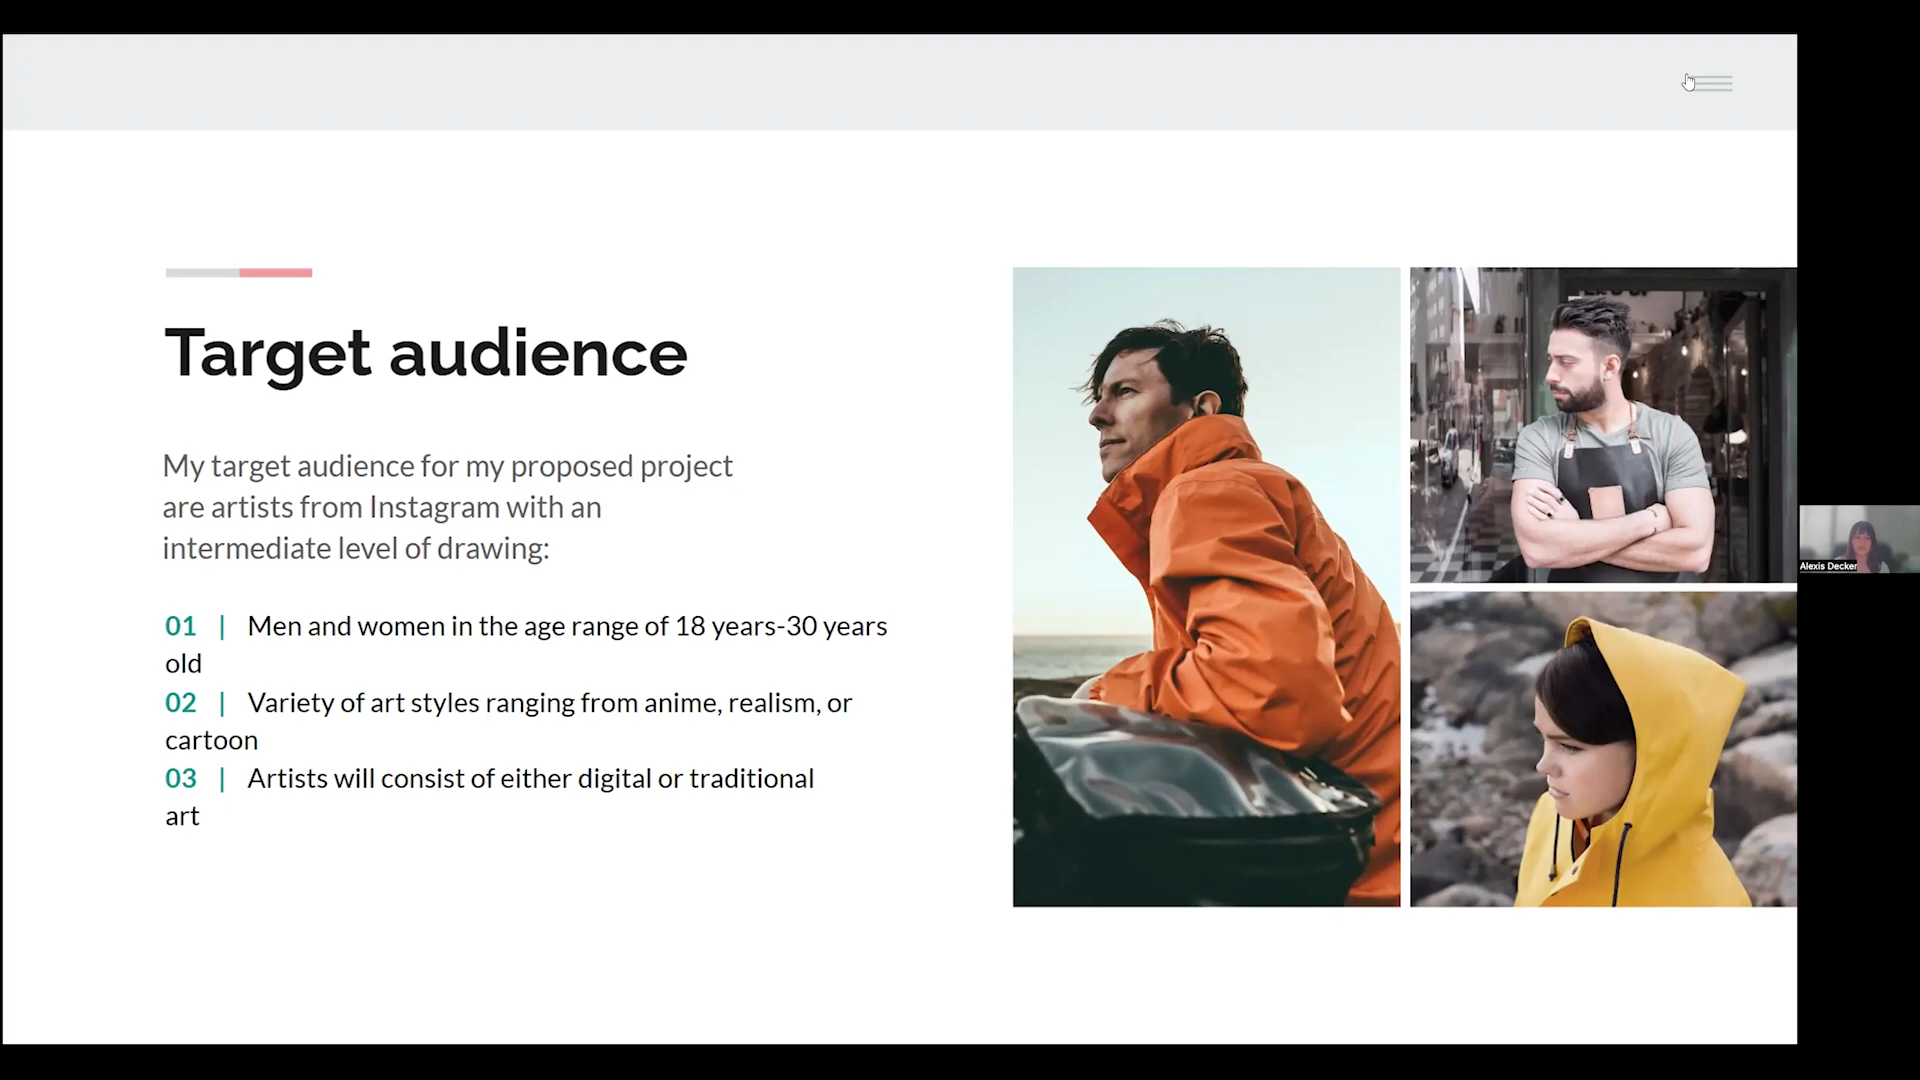 Target audience
My target audience for my proposed project
are artists from Instagram with an
intermediate level of drawing:
01 | Men and women in the age range of 18 years-30 years
old
02 | Variety of art styles ranging from anime, realism, or
cartoon
03 | Artists will consist of either digital or traditional
art
Alexis Decker